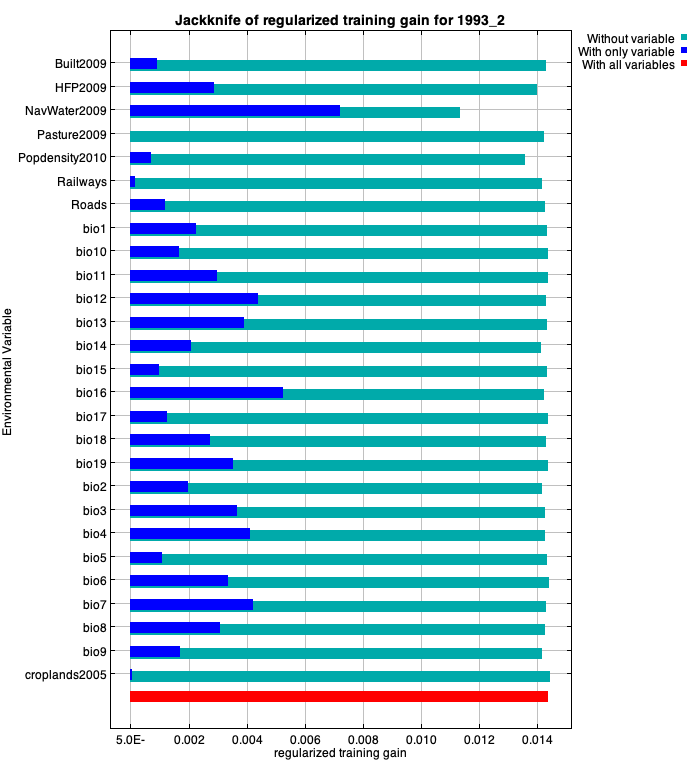 Jackknife of regularized training gain for 1993_2
Without variable
With only variable
With all variables
Environmental Variable
Built2009
HFP2009
NavWater2009
Pasture2009
Popdensity2010
Railways
Roads
bio1
bio10
bio11
bio12
bio13
bio14
bio15
bio16
bio17
bio18
bio19
bio2
bio3
bio4
bio5
bio6
bio7
bio8
bio9
croplands2005
5.0E- 0.002 0.004 0.006 0.008 0.010 0.012 0.014
regularized training gain